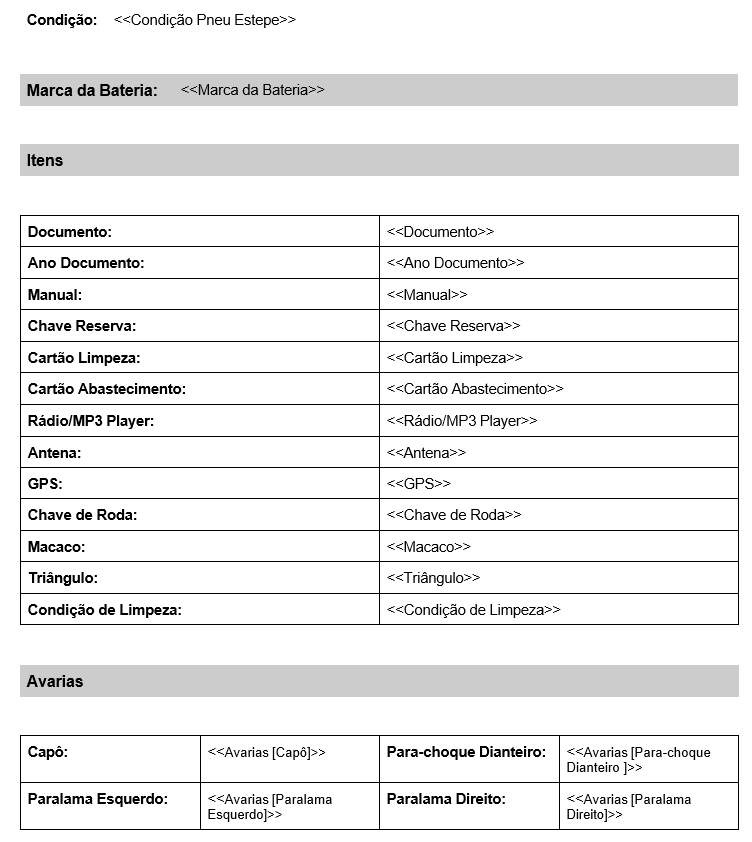 Condição: <<Condição Pneu Estepe>>
Marca da Bateria: <<Marca da Bateria>>
Itens
Documento: <<Documento>>
Ano Documento: <<Ano Documento>>
Manual: <<Manual>>
Chave Reserva: <<Chave Reserva>>
Cartão Limpeza: <<Cartão Limpeza>>
Cartão Abastecimento: <<Cartão Abastecimento>>
Rádio/MP3 Player: <<Rádio/MP3 Player>>
Antena: <<Antena>>
GPS: <<GPS>>
Chave de Roda: <<Chave de Roda>>
Macaco: <<Macaco>>
Triângulo: <<Triângulo>>
Condição de Limpeza: <<Condição de Limpeza>>
Avarias
Capô: <<Avarias [Capô]>> Para-choque Dianteiro: <<Avarias [Para-choque
Dianteiro ]>>
Paralama Esquerdo: <<Avarias [Paralama Paralama Direito: <<Avarias [Paralama
Esquerdo]>> Direito]>>